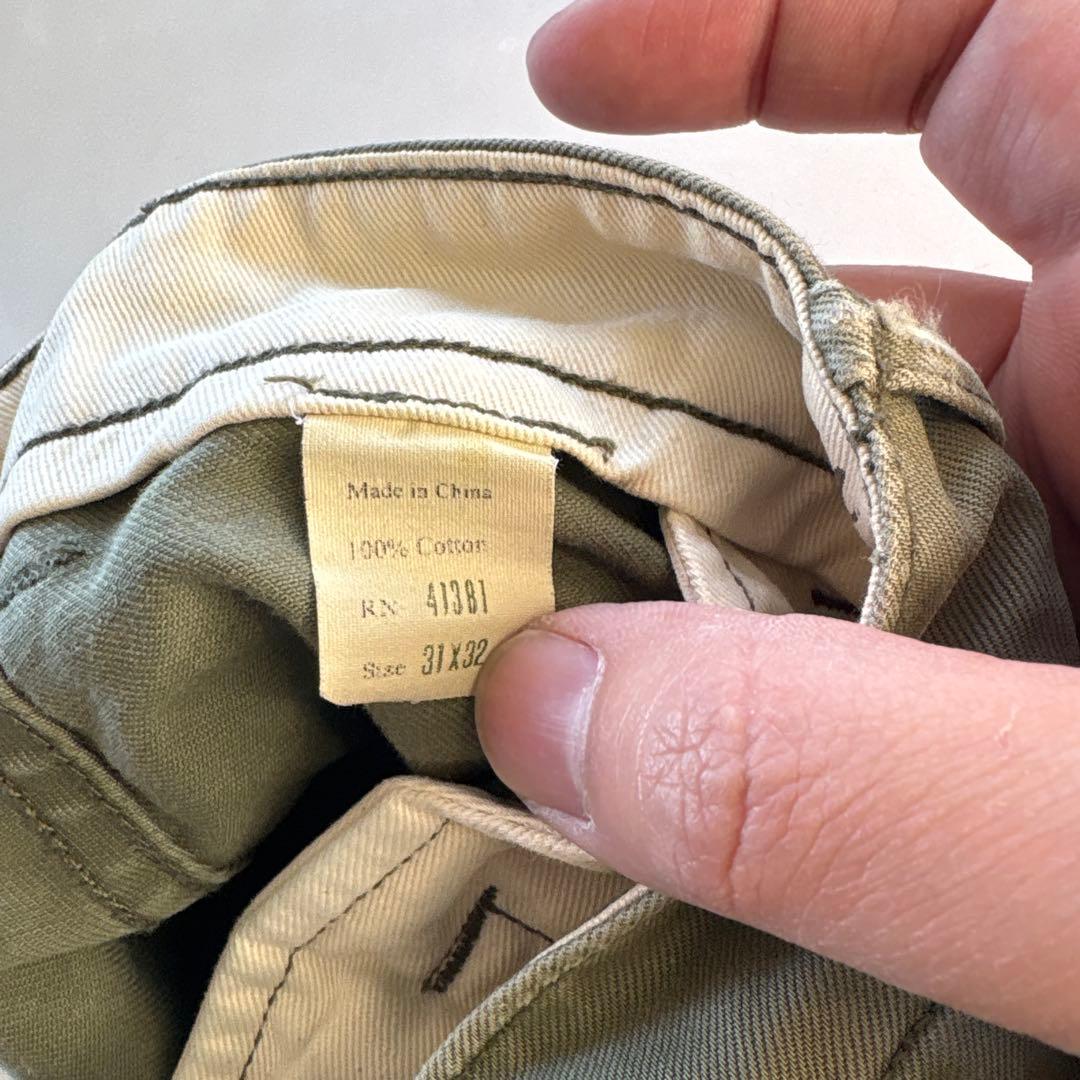 Made in China
100% Cotton
RN 41381
Size 31X32